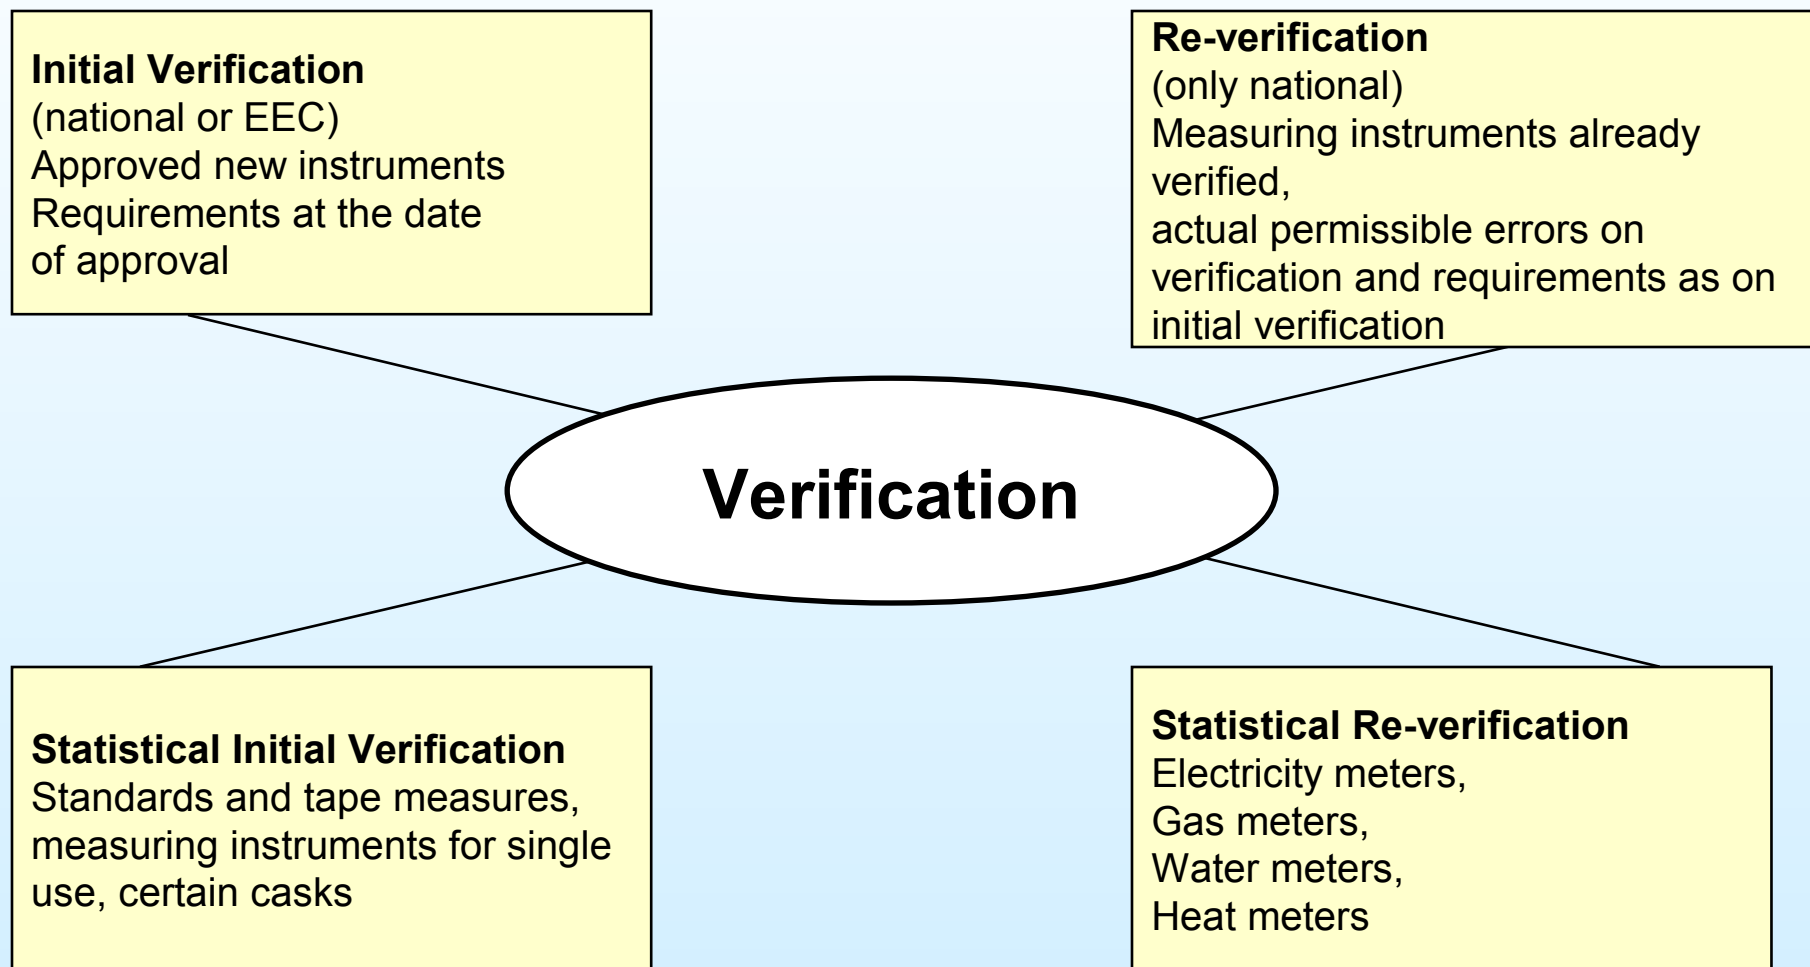 Initial Verification
(national or EEC)
Approved new instruments
Requirements at the date
of approval
Re-verification
(only national)
Measuring instruments already
verified,
actual permissible errors on
verification and requirements as on
initial verification
Verification
Statistical Initial Verification
Standards and tape measures,
measuring instruments for single
use, certain casks
Statistical Re-verification
Electricity meters,
Gas meters,
Water meters,
Heat meters